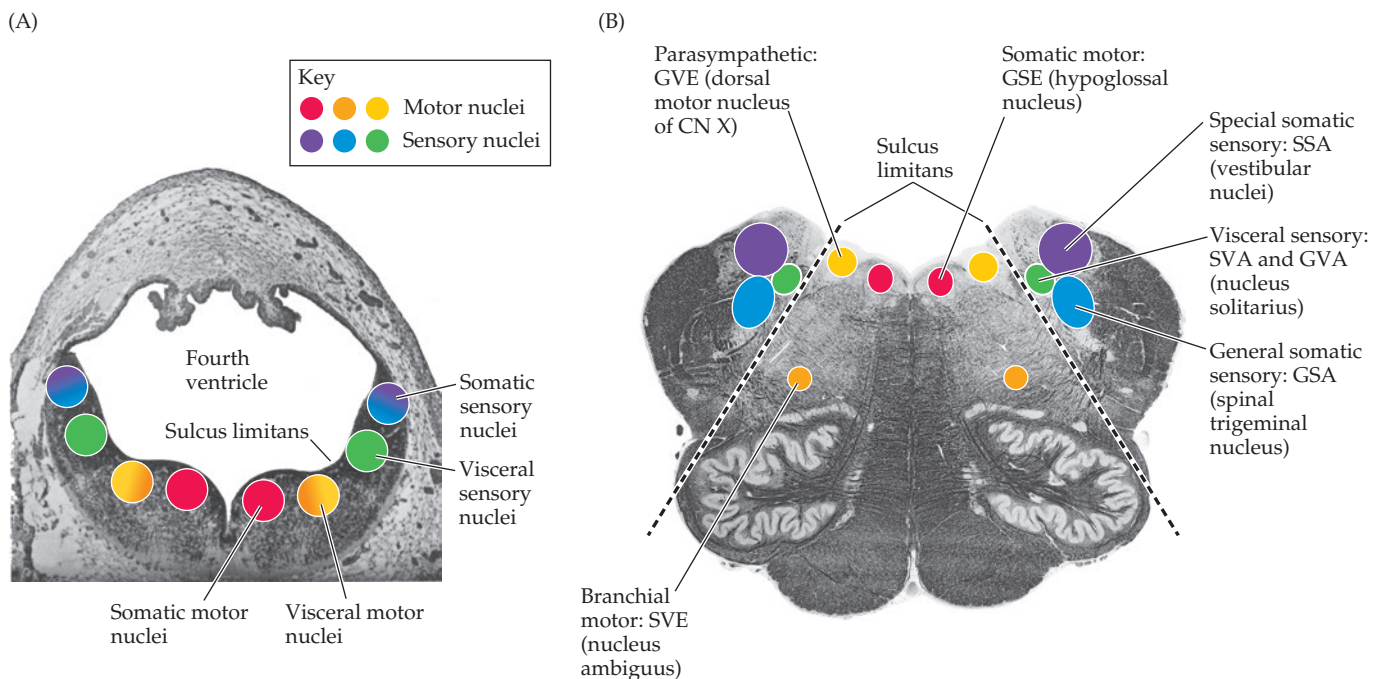 (A)
Key
Motor nuclei
Sensory nuclei
Fourth
ventricle
Sulcus limitans
Somatic
sensory
nuclei
Visceral
sensory
nuclei
Somatic motor
nuclei
Visceral motor
nuclei
(B)
Parasympathetic:
GVE (dorsal
motor nucleus
of CN X)
Somatic motor:
GSE (hypoglossal
nucleus)
Sulcus
limitans
Special somatic
sensory: SSA
(vestibular
nuclei)
Visceral sensory:
SVA and GVA
(nucleus
solitarius)
General somatic
sensory: GSA
(spinal
trigeminal
nucleus)
Branchial
motor: SVE
(nucleus
ambiguus)